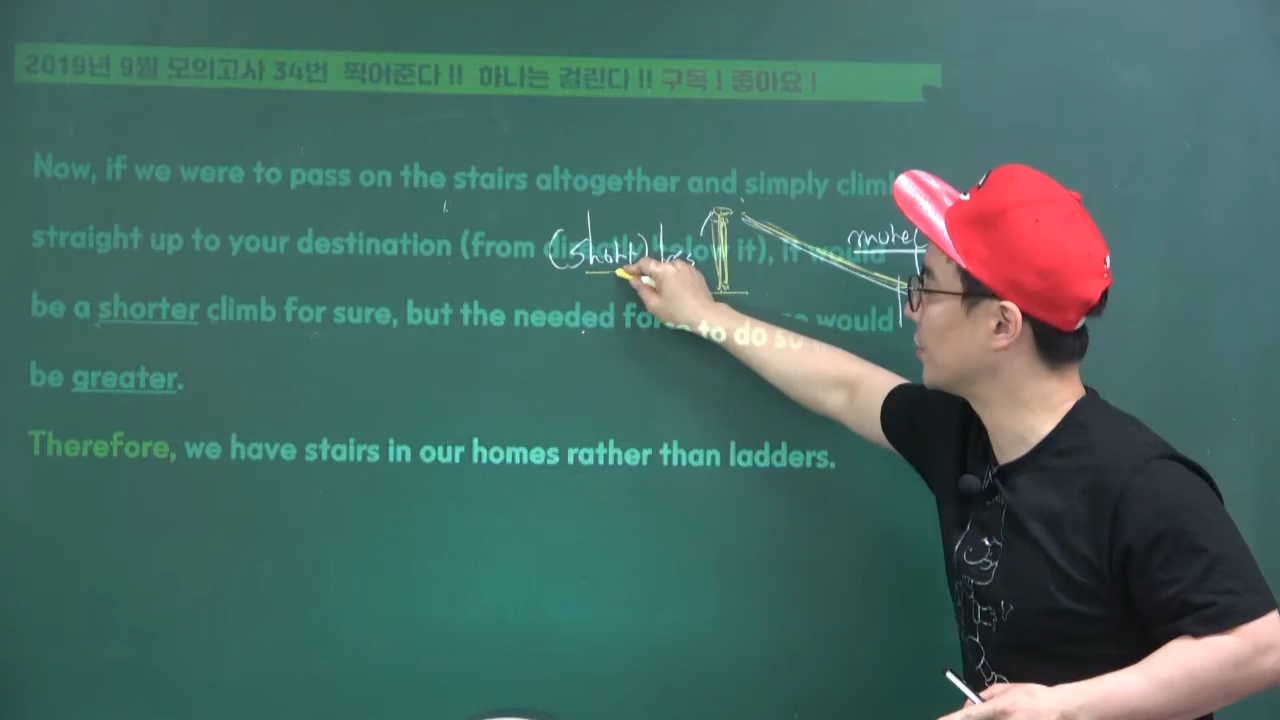 2019년 9월 모의고사 34번 찍어준다 !! 하나는 걸린다 !! 구독 ! 좋아요 !
Now, if we were to pass on the stairs altogether and simply climb
straight up to your destination (from directly below it), it would
(short) les
more(
be a shorter climb for sure, but the needed force to do so would
be greater.
Therefore, we have stairs in our homes rather than ladders.